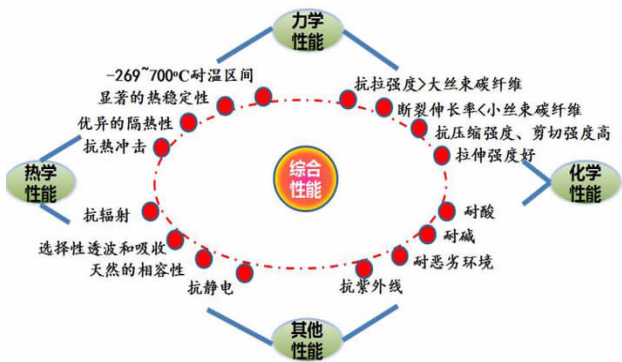 力学
性能
-269~700℃耐温区间
显著的热稳定性
优异的隔热性
抗热冲击
抗拉强度>大丝束碳纤维
断裂伸长率<小丝束碳纤维
抗压缩强度、剪切强度高
拉伸强度好
热学
性能
综合
性能
化学
性能
抗辐射
选择性透波和吸收
天然的相容性
抗静电
耐酸
耐碱
耐恶劣环境
抗紫外线
其他
性能